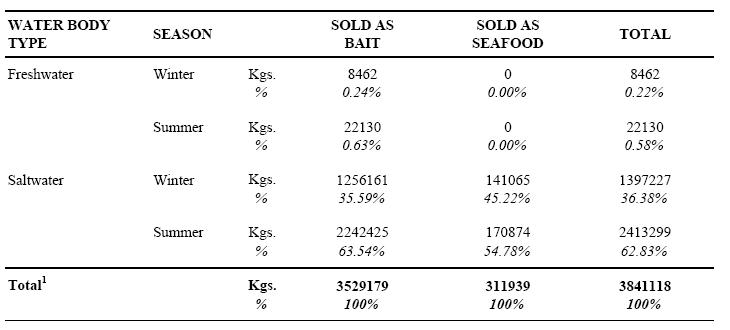 WATER BODY TYPE SEASON SOLD AS BAIT SOLD AS SEAFOOD TOTAL
Freshwater Winter Kgs. 8462 0 8462
% 0.24% 0.00% 0.22%
Summer Kgs. 22130 0 22130
% 0.63% 0.00% 0.58%
Saltwater Winter Kgs. 1256161 141065 1397227
% 35.59% 45.22% 36.38%
Summer Kgs. 2242425 170874 2413299
% 63.54% 54.78% 62.83%
Total¹ Kgs. 3529179 311939 3841118
% 100% 100% 100%